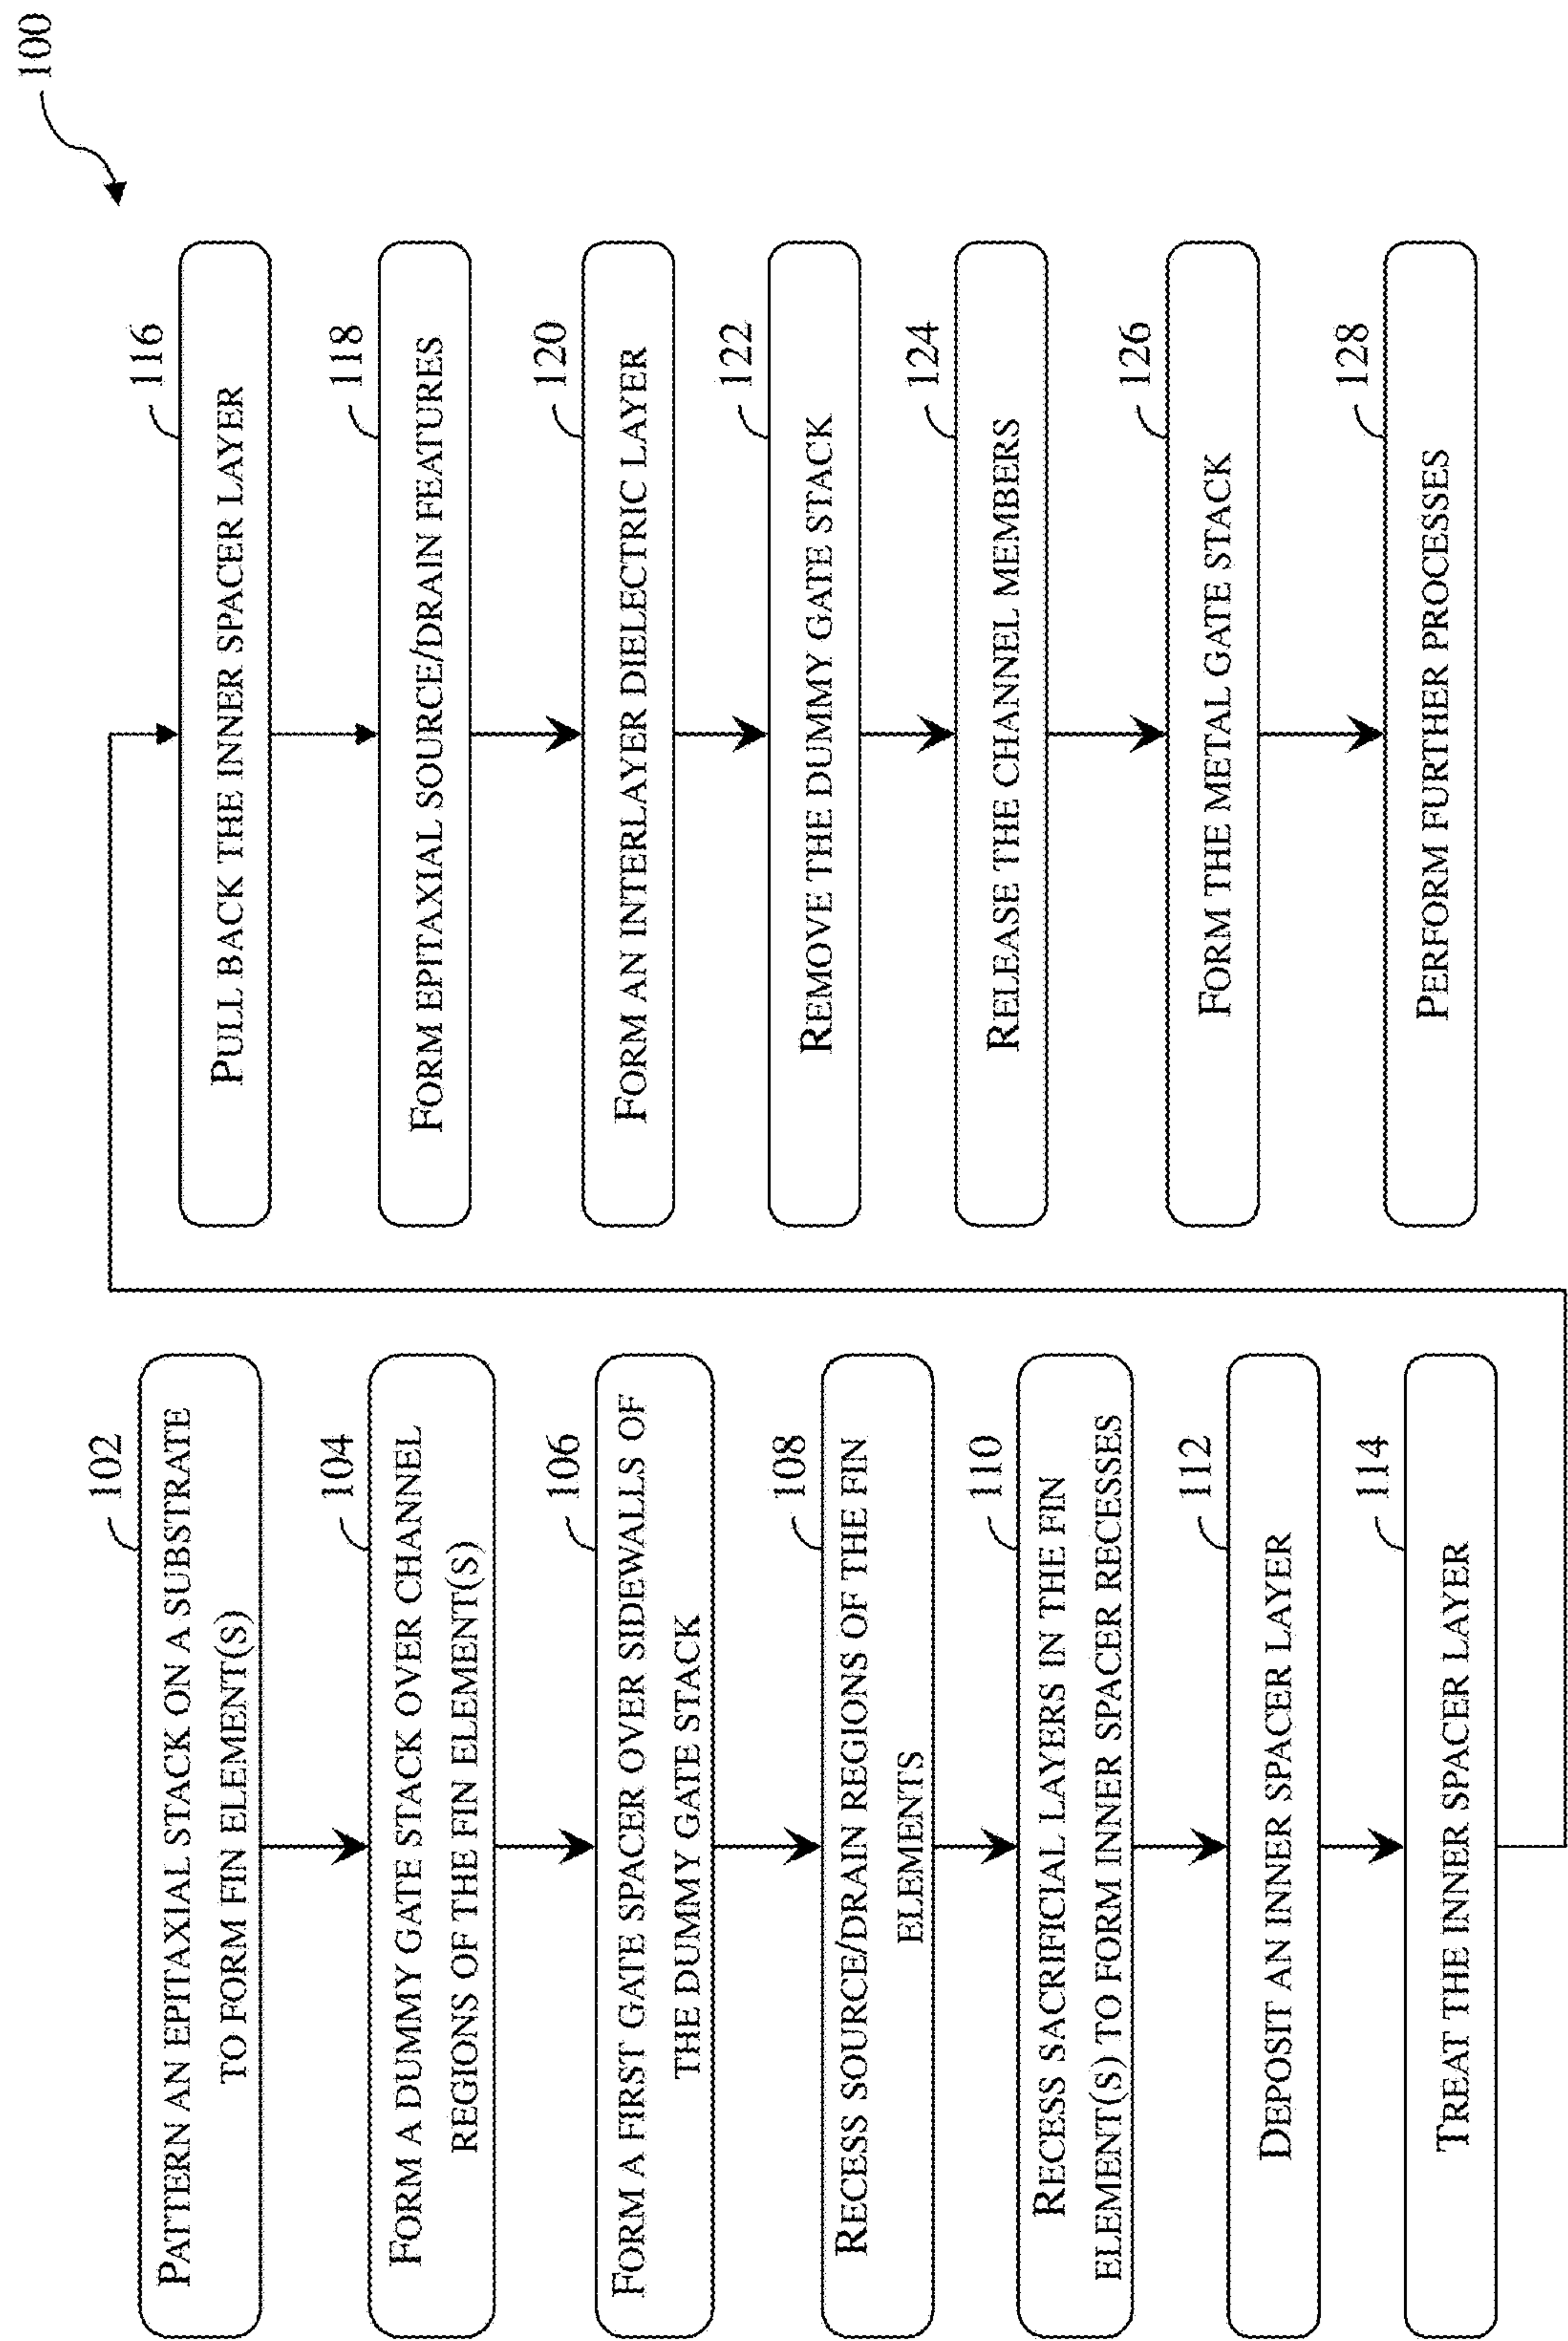 100
102
PATTERN AN EPITAXIAL STACK ON A SUBSTRATE
TO FORM FIN ELEMENT(S)
104
FORM A DUMMY GATE STACK OVER CHANNEL
REGIONS OF THE FIN ELEMENT(S)
106
FORM A FIRST GATE SPACER OVER SIDEWALLS OF
THE DUMMY GATE STACK
108
RECESS SOURCE/DRAIN REGIONS OF THE FIN
ELEMENTS
110
RECESS SACRIFICIAL LAYERS IN THE FIN
ELEMENT(S) TO FORM INNER SPACER RECESSES
112
DEPOSIT AN INNER SPACER LAYER
114
TREAT THE INNER SPACER LAYER
116
PULL BACK THE INNER SPACER LAYER
118
FORM EPITAXIAL SOURCE/DRAIN FEATURES
120
FORM AN INTERLAYER DIELECTRIC LAYER
122
REMOVE THE DUMMY GATE STACK
124
RELEASE THE CHANNEL MEMBERS
126
FORM THE METAL GATE STACK
128
PERFORM FURTHER PROCESSES